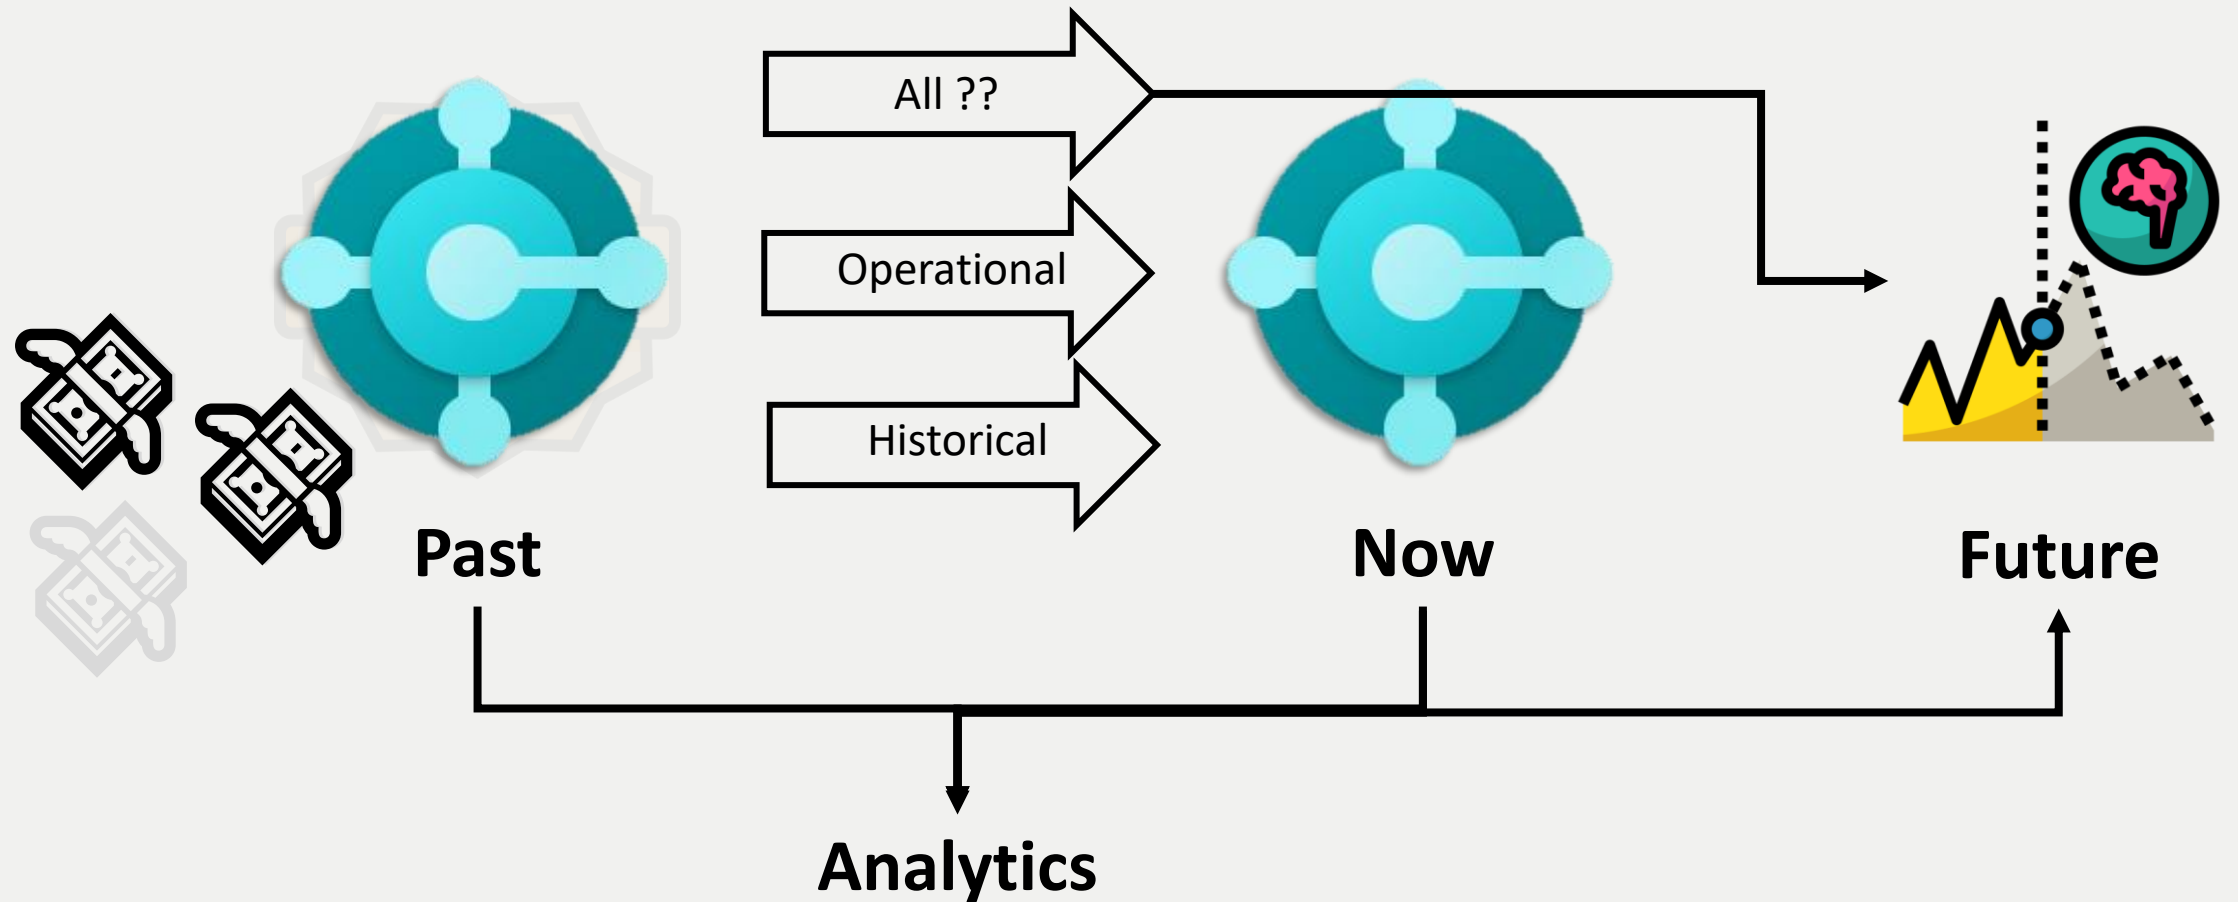 All ??
Operational
Historical
Past
Now
Future
Analytics